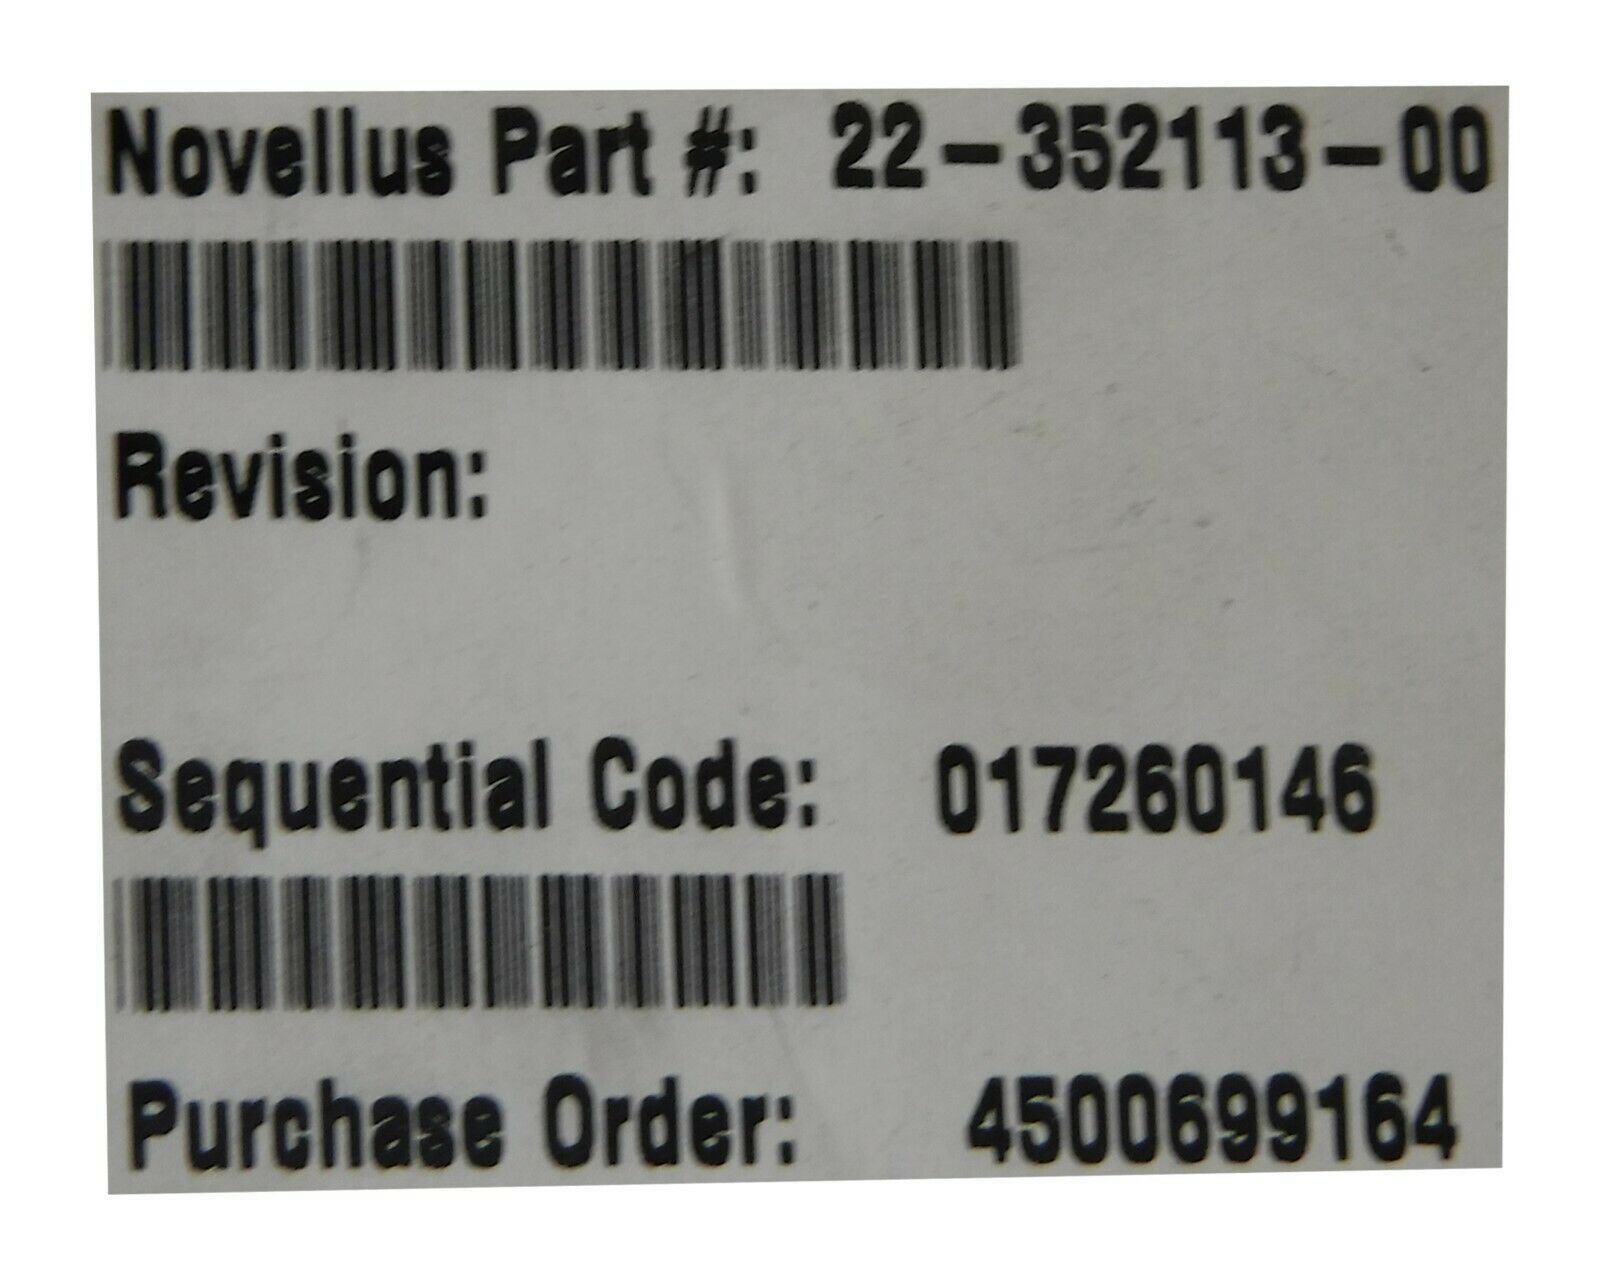 Novellus Part #: 22-352113-00
Revision:
Sequential Code: 017260146
Purchase Order: 4500699164